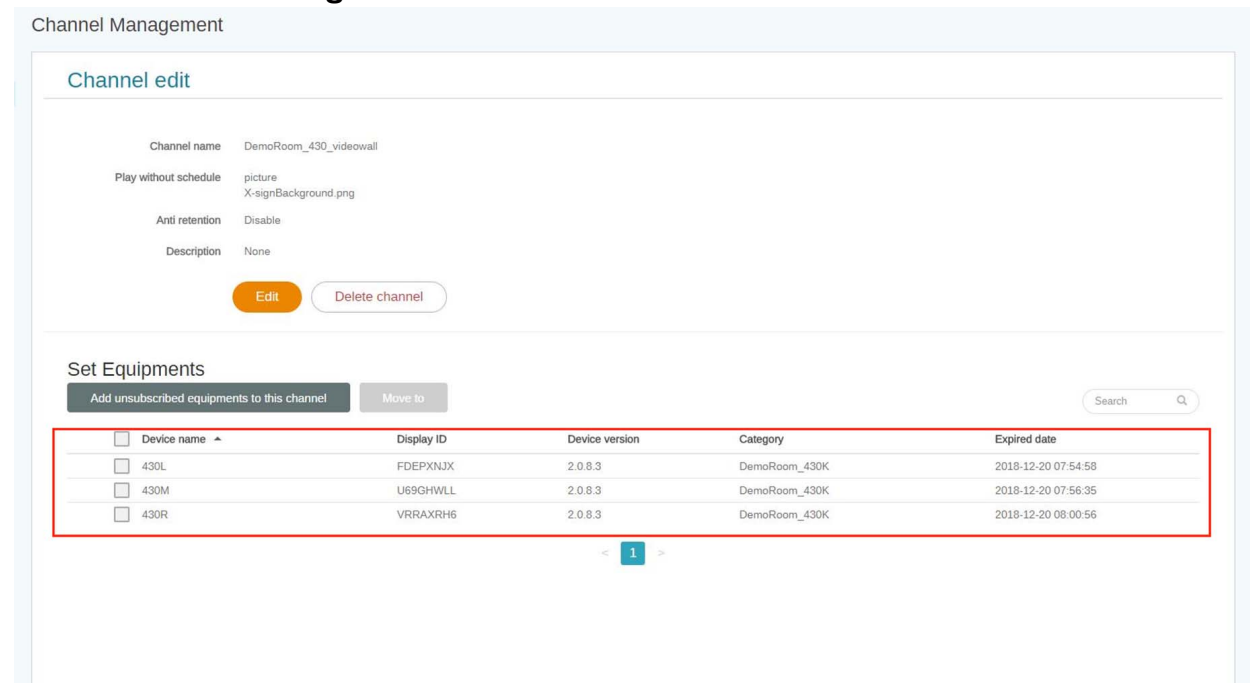 Channel Management
Channel edit
Channel name DemoRoom_430_videowall
Play without schedule picture
X-signBackground.png
Anti retention Disable
Description None
Edit Delete channel
Set Equipments
Add unsubscribed equipments to this channel Move to Search
Device name Display ID Device version Category Expired date
430L FDEPXNJX 2.0.8.3 DemoRoom_430K 2018-12-20 07:54:58
430M U69GHWLL 2.0.8.3 DemoRoom_430K 2018-12-20 07:56:35
430R VRRAXRH6 2.0.8.3 DemoRoom_430K 2018-12-20 08:00:56
< 1 >